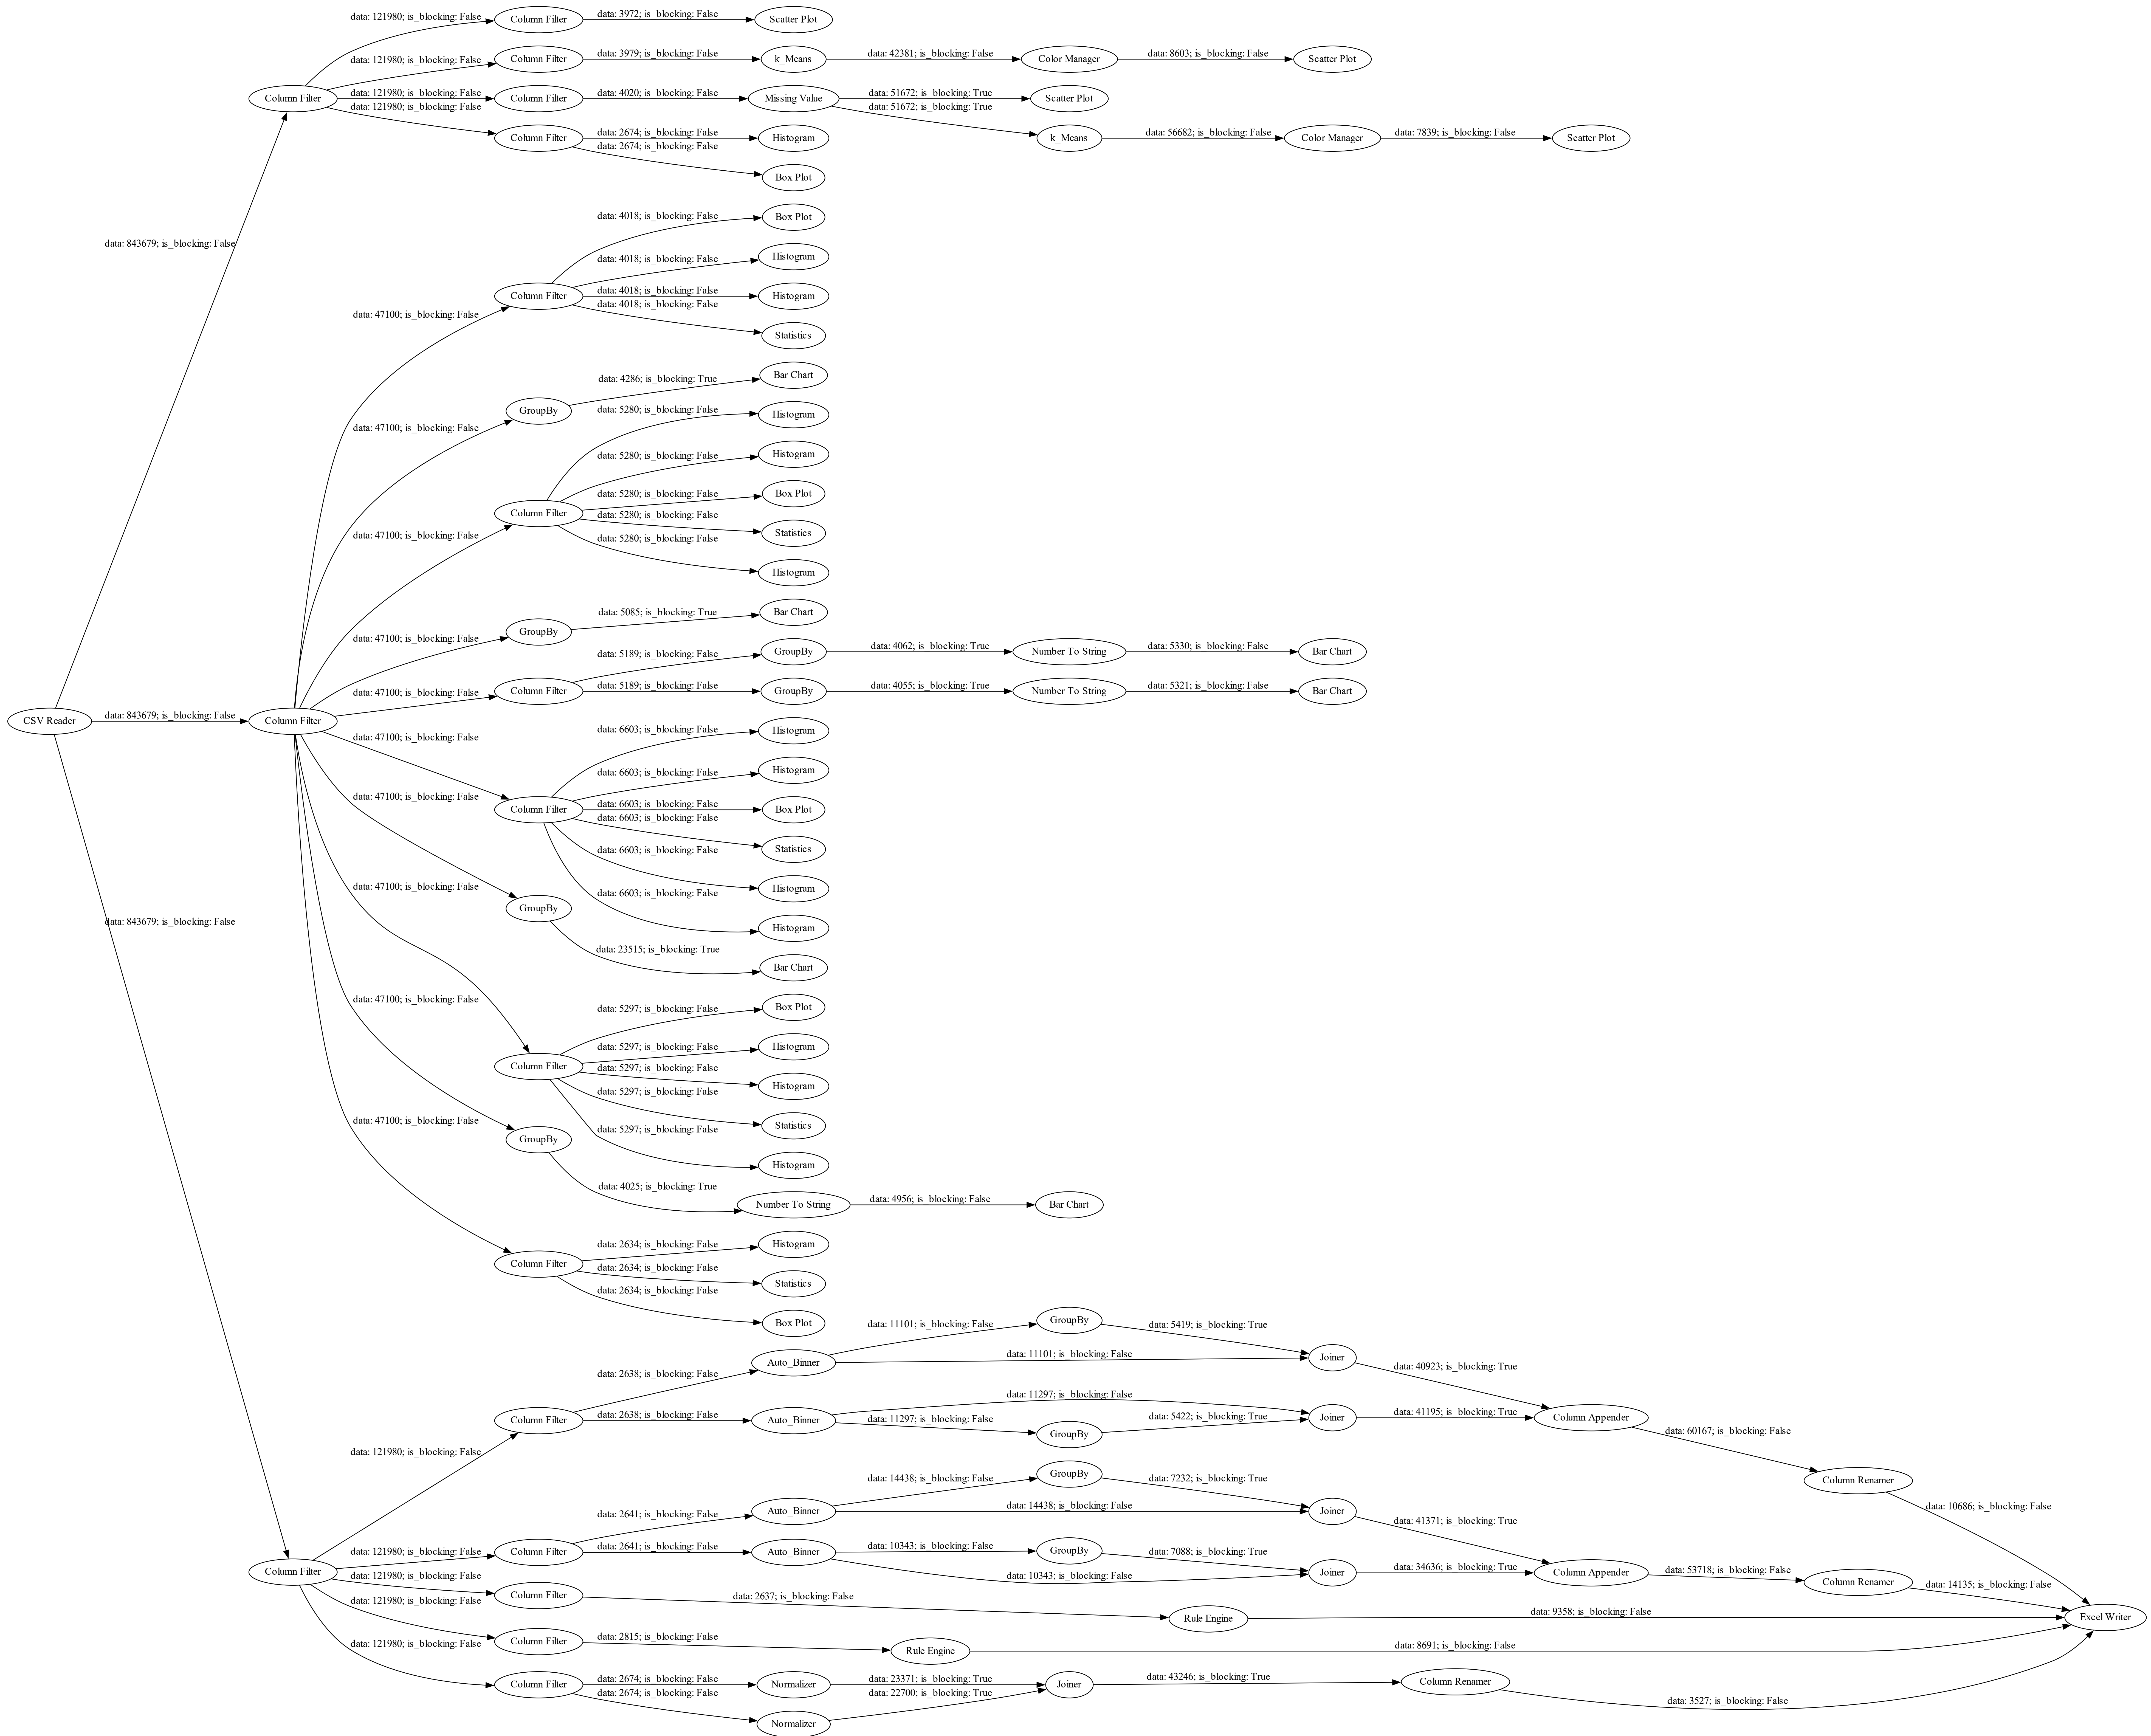 data: 121980; is_blocking: False
Column Filter
data: 3972; is_blocking: False
Scatter Plot
data: 121980; is_blocking: False
Column Filter
data: 3979; is_blocking: False
k_Means
data: 42381; is_blocking: False
Color Manager
data: 8603; is_blocking: False
Scatter Plot
Column Filter
data: 121980; is_blocking: False
Column Filter
data: 4020; is_blocking: False
Missing Value
data: 51672; is_blocking: True
Scatter Plot
data: 121980; is_blocking: False
data: 51672; is_blocking: True
Column Filter
data: 2674; is_blocking: False
Histogram
k_Means
data: 56682; is_blocking: False
Color Manager
data: 7839; is_blocking: False
Scatter Plot
data: 2674; is_blocking: False
Box Plot
data: 843679; is_blocking: False
data: 4018; is_blocking: False
Box Plot
data: 4018; is_blocking: False
Histogram
Column Filter
data: 4018; is_blocking: False
Histogram
data: 4018; is_blocking: False
data: 47100; is_blocking: False
Statistics
data: 4286; is_blocking: True
Bar Chart
GroupBy
data: 5280; is_blocking: False
Histogram
data: 47100; is_blocking: False
data: 5280; is_blocking: False
Histogram
data: 5280; is_blocking: False
Box Plot
Column Filter
data: 5280; is_blocking: False
Statistics
data: 47100; is_blocking: False
data: 5280; is_blocking: False
Histogram
data: 5085; is_blocking: True
Bar Chart
GroupBy
data: 47100; is_blocking: False
data: 5189; is_blocking: False
GroupBy
data: 4062; is_blocking: True
Number To String
data: 5330; is_blocking: False
Bar Chart
data: 47100; is_blocking: False
Column Filter
data: 5189; is_blocking: False
GroupBy
data: 4055; is_blocking: True
Number To String
data: 5321; is_blocking: False
Bar Chart
CSV Reader
data: 843679; is_blocking: False
Column Filter
data: 47100; is_blocking: False
data: 6603; is_blocking: False
Histogram
data: 6603; is_blocking: False
Histogram
data: 47100; is_blocking: False
Column Filter
data: 6603; is_blocking: False
Box Plot
data: 6603; is_blocking: False
Statistics
data: 6603; is_blocking: False
Histogram
data: 47100; is_blocking: False
data: 6603; is_blocking: False
Histogram
GroupBy
data: 843679; is_blocking: False
data: 23515; is_blocking: True
Bar Chart
data: 47100; is_blocking: False
data: 5297; is_blocking: False
Box Plot
data: 5297; is_blocking: False
Histogram
Column Filter
data: 5297; is_blocking: False
Histogram
data: 5297; is_blocking: False
Statistics
data: 47100; is_blocking: False
data: 5297; is_blocking: False
Histogram
GroupBy
data: 4025; is_blocking: True
Number To String
data: 4956; is_blocking: False
Bar Chart
data: 2634; is_blocking: False
Histogram
Column Filter
data: 2634; is_blocking: False
Statistics
data: 2634; is_blocking: False
Box Plot
data: 11101; is_blocking: False
GroupBy
data: 5419; is_blocking: True
data: 2638; is_blocking: False
Auto_Binner
data: 11101; is_blocking: False
Joiner
data: 40923; is_blocking: True
data: 11297; is_blocking: False
Column Filter
data: 2638; is_blocking: False
Auto_Binner
data: 11297; is_blocking: False
GroupBy
data: 5422; is_blocking: True
Joiner
data: 41195; is_blocking: True
Column Appender
data: 60167; is_blocking: False
data: 121980; is_blocking: False
data: 14438; is_blocking: False
GroupBy
data: 7232; is_blocking: True
Column Renamer
data: 10686; is_blocking: False
data: 2641; is_blocking: False
Auto_Binner
data: 14438; is_blocking: False
Joiner
data: 41371; is_blocking: True
data: 121980; is_blocking: False
Column Filter
data: 2641; is_blocking: False
Auto_Binner
data: 10343; is_blocking: False
GroupBy
data: 7088; is_blocking: True
Column Filter
data: 10343; is_blocking: False
Joiner
data: 34636; is_blocking: True
Column Appender
data: 53718; is_blocking: False
Column Renamer
data: 14135; is_blocking: False
data: 121980; is_blocking: False
Column Filter
data: 2637; is_blocking: False
Rule Engine
data: 9358; is_blocking: False
Excel Writer
data: 121980; is_blocking: False
Column Filter
data: 2815; is_blocking: False
Rule Engine
data: 8691; is_blocking: False
data: 121980; is_blocking: False
Column Filter
data: 2674; is_blocking: False
Normalizer
data: 23371; is_blocking: True
Joiner
data: 43246; is_blocking: True
Column Renamer
data: 3527; is_blocking: False
data: 2674; is_blocking: False
Normalizer
data: 22700; is_blocking: True